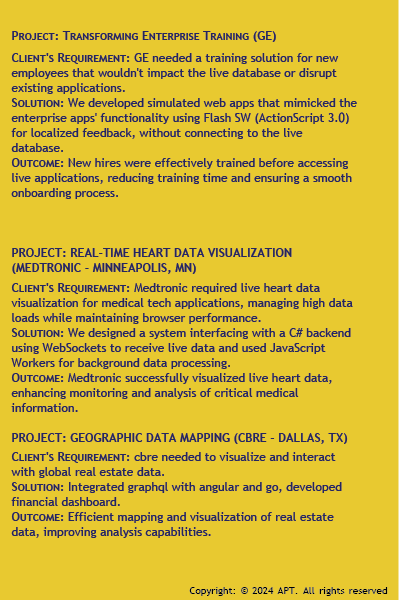 Project: Transforming Enterprise Training (GE)
Client's Requirement: GE needed a training solution for new
employees that wouldn't impact the live database or disrupt
existing applications.
Solution: We developed simulated web apps that mimicked the
enterprise apps' functionality using Flash SW (ActionScript 3.0)
for localized feedback, without connecting to the live
database.
Outcome: New hires were effectively trained before accessing
live applications, reducing training time and ensuring a smooth
onboarding process.
PROJECT: REAL-TIME HEART DATA VISUALIZATION
(MEDTRONIC - MINNEAPOLIS, MN)
Client's Requirement: Medtronic required live heart data
visualization for medical tech applications, managing high data
loads while maintaining browser performance.
Solution: We designed a system interfacing with a C# backend
using WebSockets to receive live data and used JavaScript
Workers for background data processing.
Outcome: Medtronic successfully visualized live heart data,
enhancing monitoring and analysis of critical medical
information.
PROJECT: GEOGRAPHIC DATA MAPPING (CBRE - DALLAS, TX)
Client's Requirement: cbre needed to visualize and interact
with global real estate data.
Solution: Integrated graphql with angular and go, developed
financial dashboard.
Outcome: Efficient mapping and visualization of real estate
data, improving analysis capabilities.
Copyright: © 2024 APT. All rights reserved